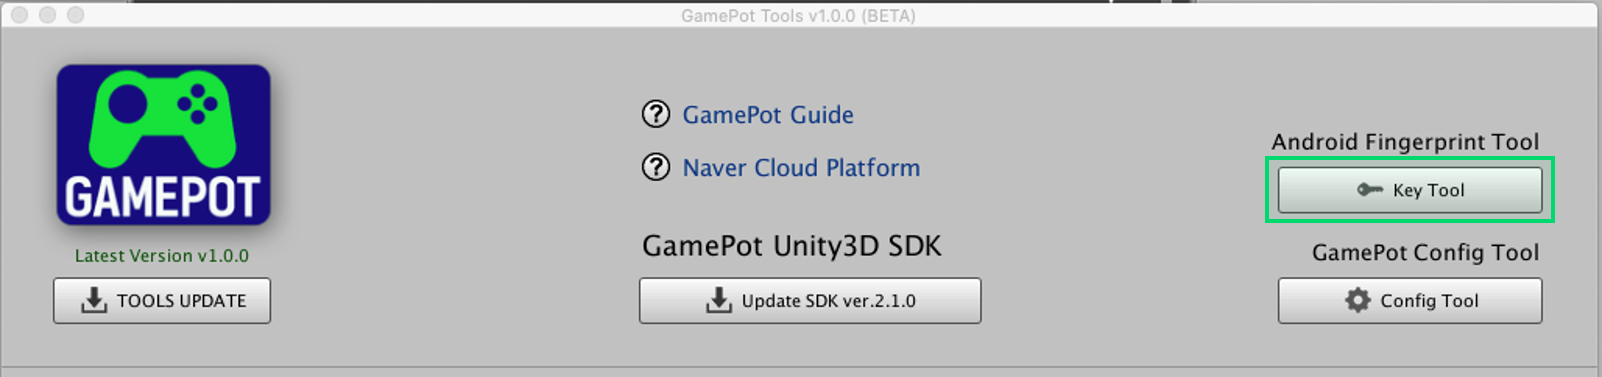 GamePot Tools v1.0.0 (BETA)
GAMEPOT
Latest Version v1.0.0
TOOLS UPDATE
GamePot Guide
Naver Cloud Platform
GamePot Unity3D SDK
Update SDK ver.2.1.0
Android Fingerprint Tool
Key Tool
GamePot Config Tool
Config Tool